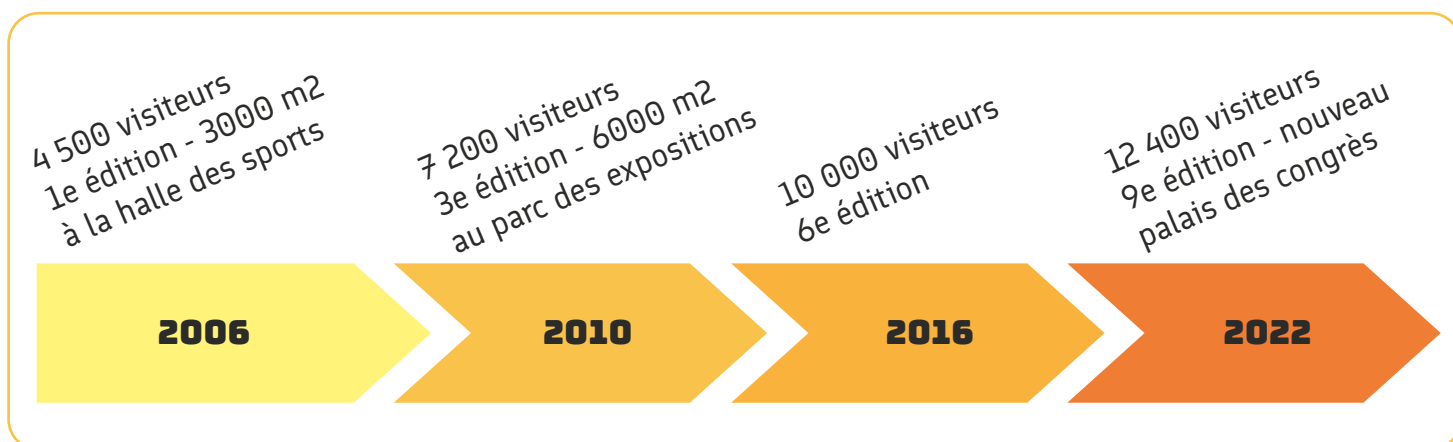 4 500 visiteurs
1e édition - 3000 m2
à la halle des sports
7 200 visiteurs
3e édition - 6000 m2
au parc des expositions
10 000 visiteurs
6e édition
12 400 visiteurs
9e édition - nouveau
palais des congrès
2006
2010
2016
2022